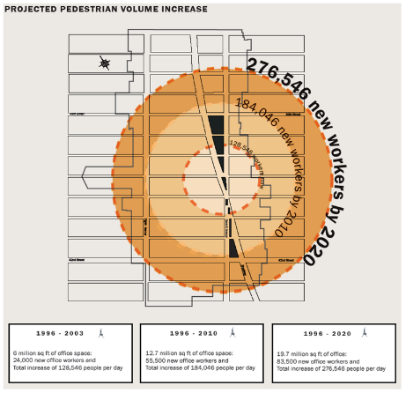 PROJECTED PEDESTRIAN VOLUME INCREASE
276,546 new workers by 2020
184,046 new workers by 2010
1996 - 2003
6 million sq ft of office space:
24,000 new office workers and
Total increase of 128,546 people per day
1996 - 2010
12.7 million sq ft of office space:
55,500 new office workers and
Total increase of 184,046 people per day
1996 - 2020
19.7 million sq ft of office space:
83,500 new office workers and
Total increase of 276,546 people per day